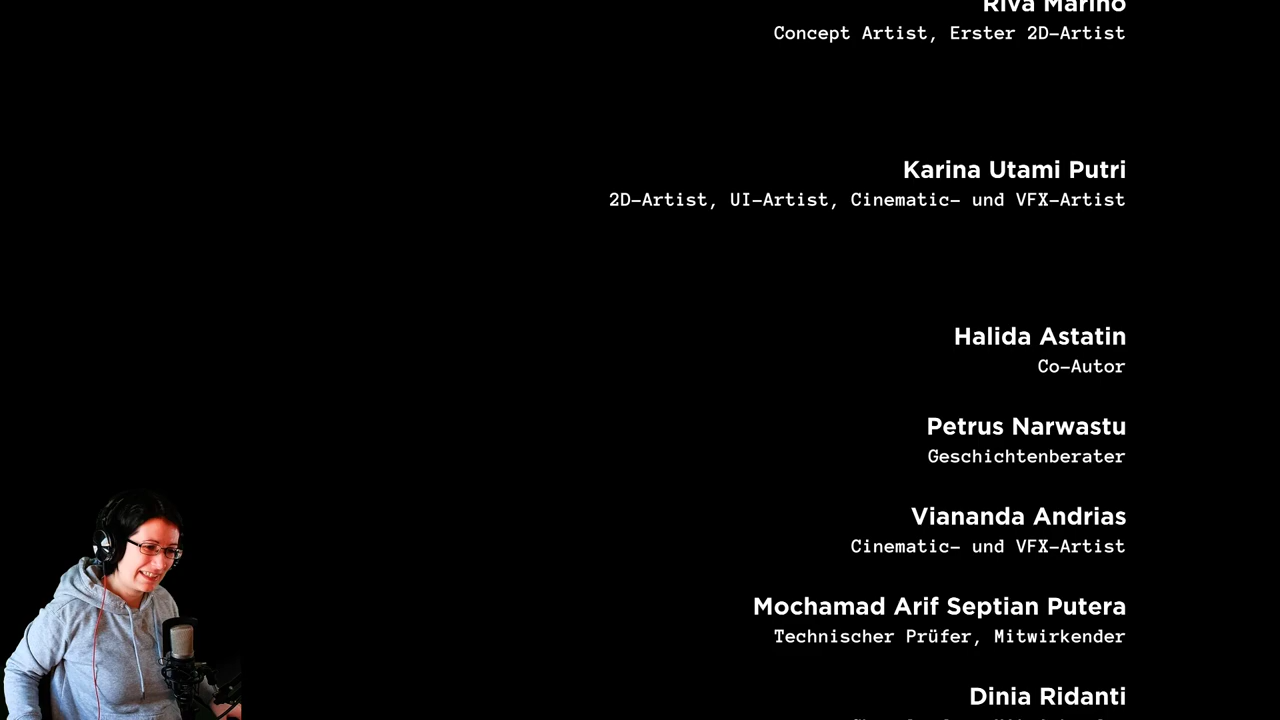 Riva Marino
Concept Artist, Erster 2D-Artist
Karina Utami Putri
2D-Artist, UI-Artist, Cinematic- und VFX-Artist
Halida Astatin
Co-Autor
Petrus Narwastu
Geschichtenberater
Viananda Andrias
Cinematic- und VFX-Artist
Mochamad Arif Septian Putera
Technischer Prüfer, Mitwirkender
Dinia Ridanti